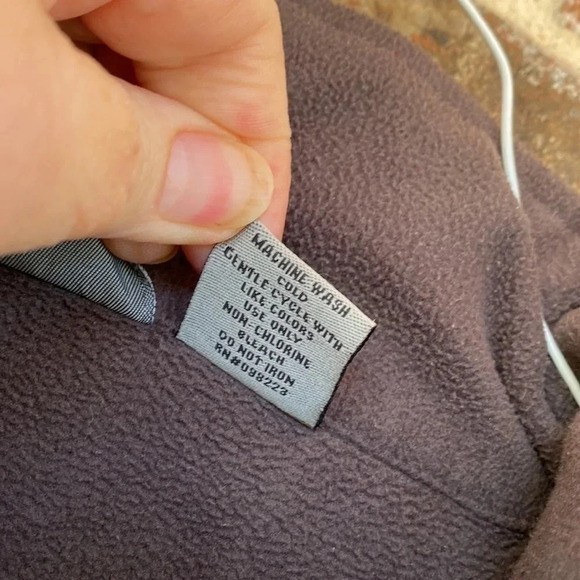 MACHINE WASH
COLD
GENTLE CYCLE WITH
LIKE COLORS
USE ONLY
NON-CHLORINE
BLEACH
DO NOT IRON
RN#098223